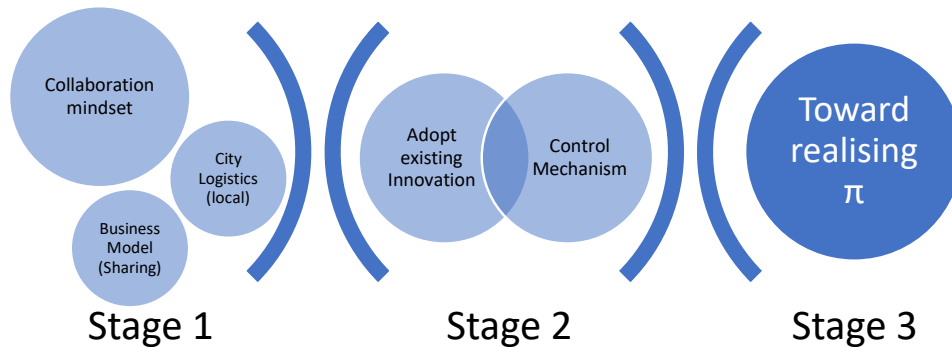 Collaboration
mindset
City
Logistics
(local)
Business
Model
(Sharing)
Stage 1
Adopt
existing
Innovation
Control
Mechanism
Stage 2
Toward
realising
π
Stage 3